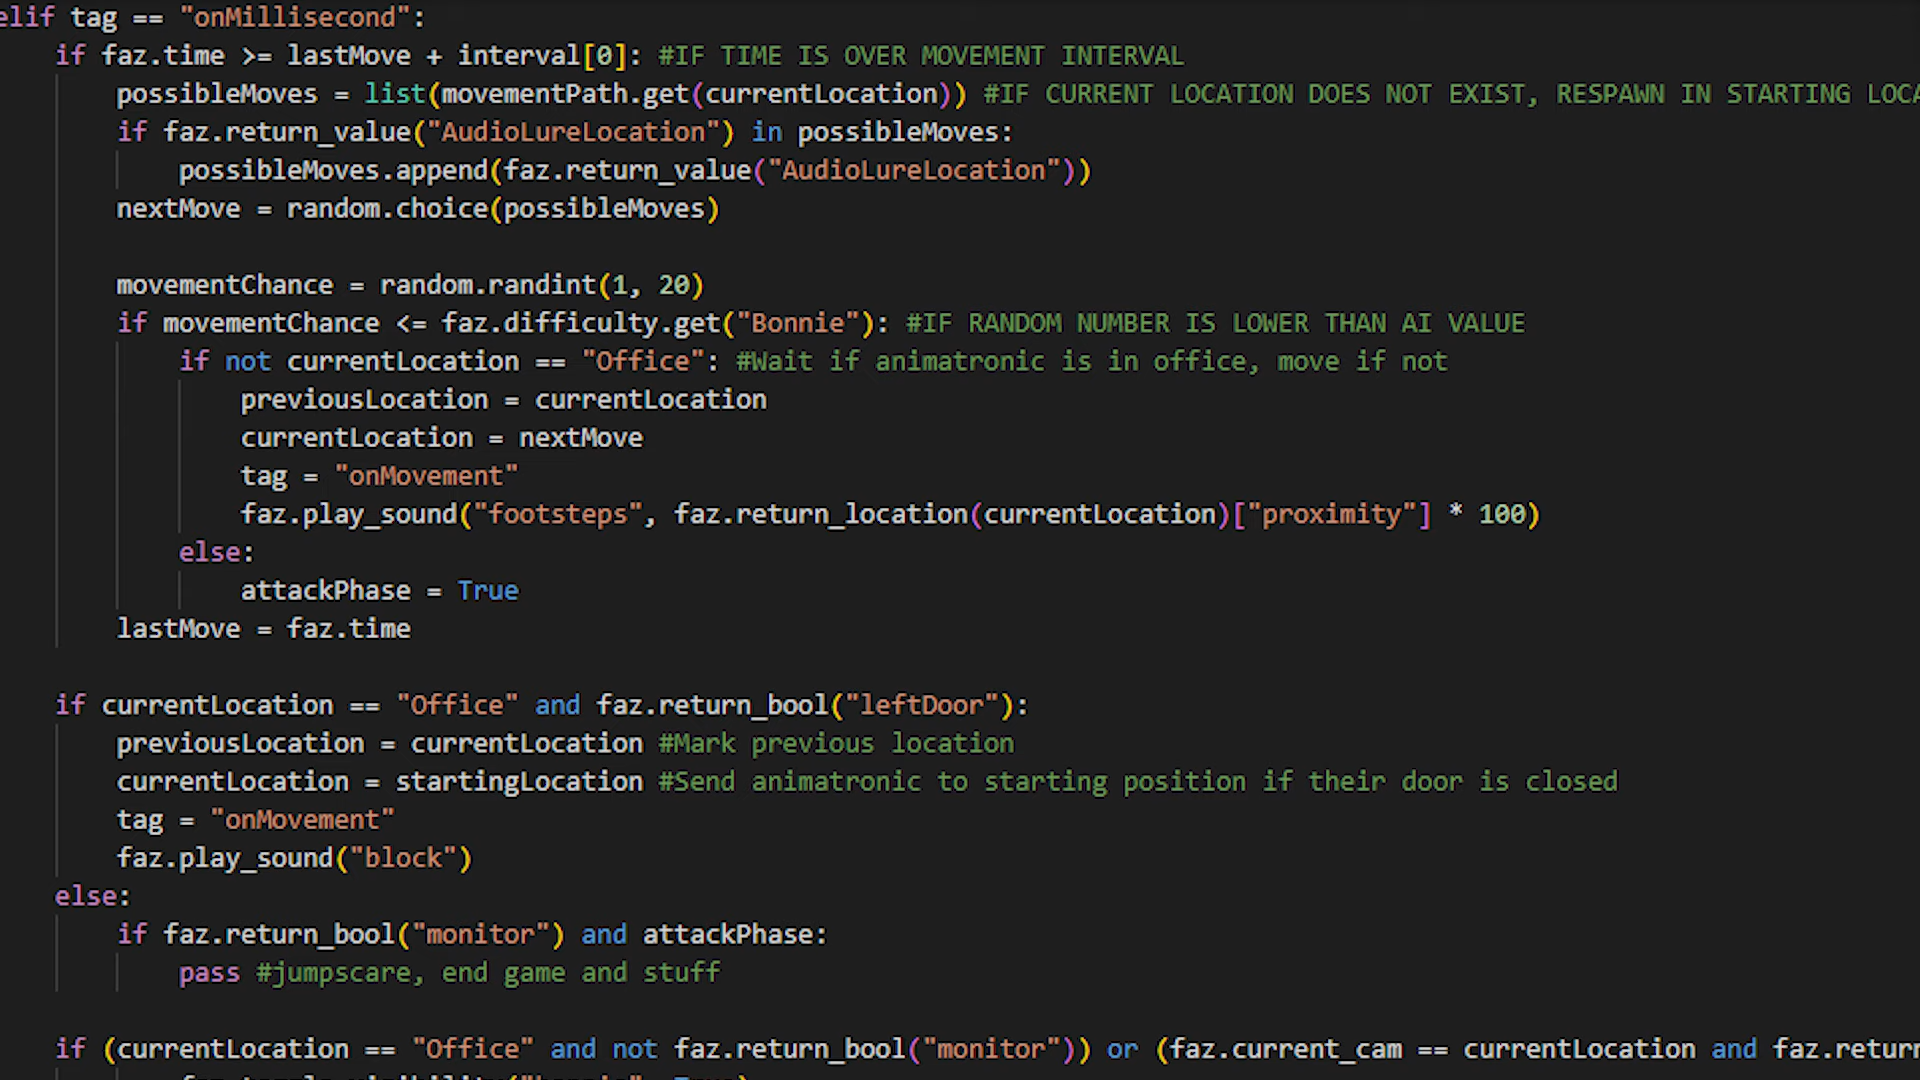 elif tag == "onMillisecond":
if faz.time >= lastMove + interval[0]: #IF TIME IS OVER MOVEMENT INTERVAL
possibleMoves = list(movementPath.get(currentLocation)) #IF CURRENT LOCATION DOES NOT EXIST, RESPAWN IN STARTING LOCA
if faz.return_value("AudioLureLocation") in possibleMoves:
possibleMoves.append(faz.return_value("AudioLureLocation"))
nextMove = random.choice(possibleMoves)
movementChance = random.randint(1, 20)
if movementChance <= faz.difficulty.get("Bonnie"): #IF RANDOM NUMBER IS LOWER THAN AI VALUE
if not currentLocation == "Office": #Wait if animatronic is in office, move if not
previousLocation = currentLocation
currentLocation = nextMove
tag = "onMovement"
faz.play_sound("footsteps", faz.return_location(currentLocation)["proximity"] * 100)
else:
attackPhase = True
lastMove = faz.time
if currentLocation == "Office" and faz.return_bool("leftDoor"):
previousLocation = currentLocation #Mark previous location
currentLocation = startingLocation #Send animatronic to starting position if their door is closed
tag = "onMovement"
faz.play_sound("block")
else:
if faz.return_bool("monitor") and attackPhase:
pass #jumpscare, end game and stuff
if (currentLocation == "Office" and not faz.return_bool("monitor")) or (faz.current_cam == currentLocation and faz.return